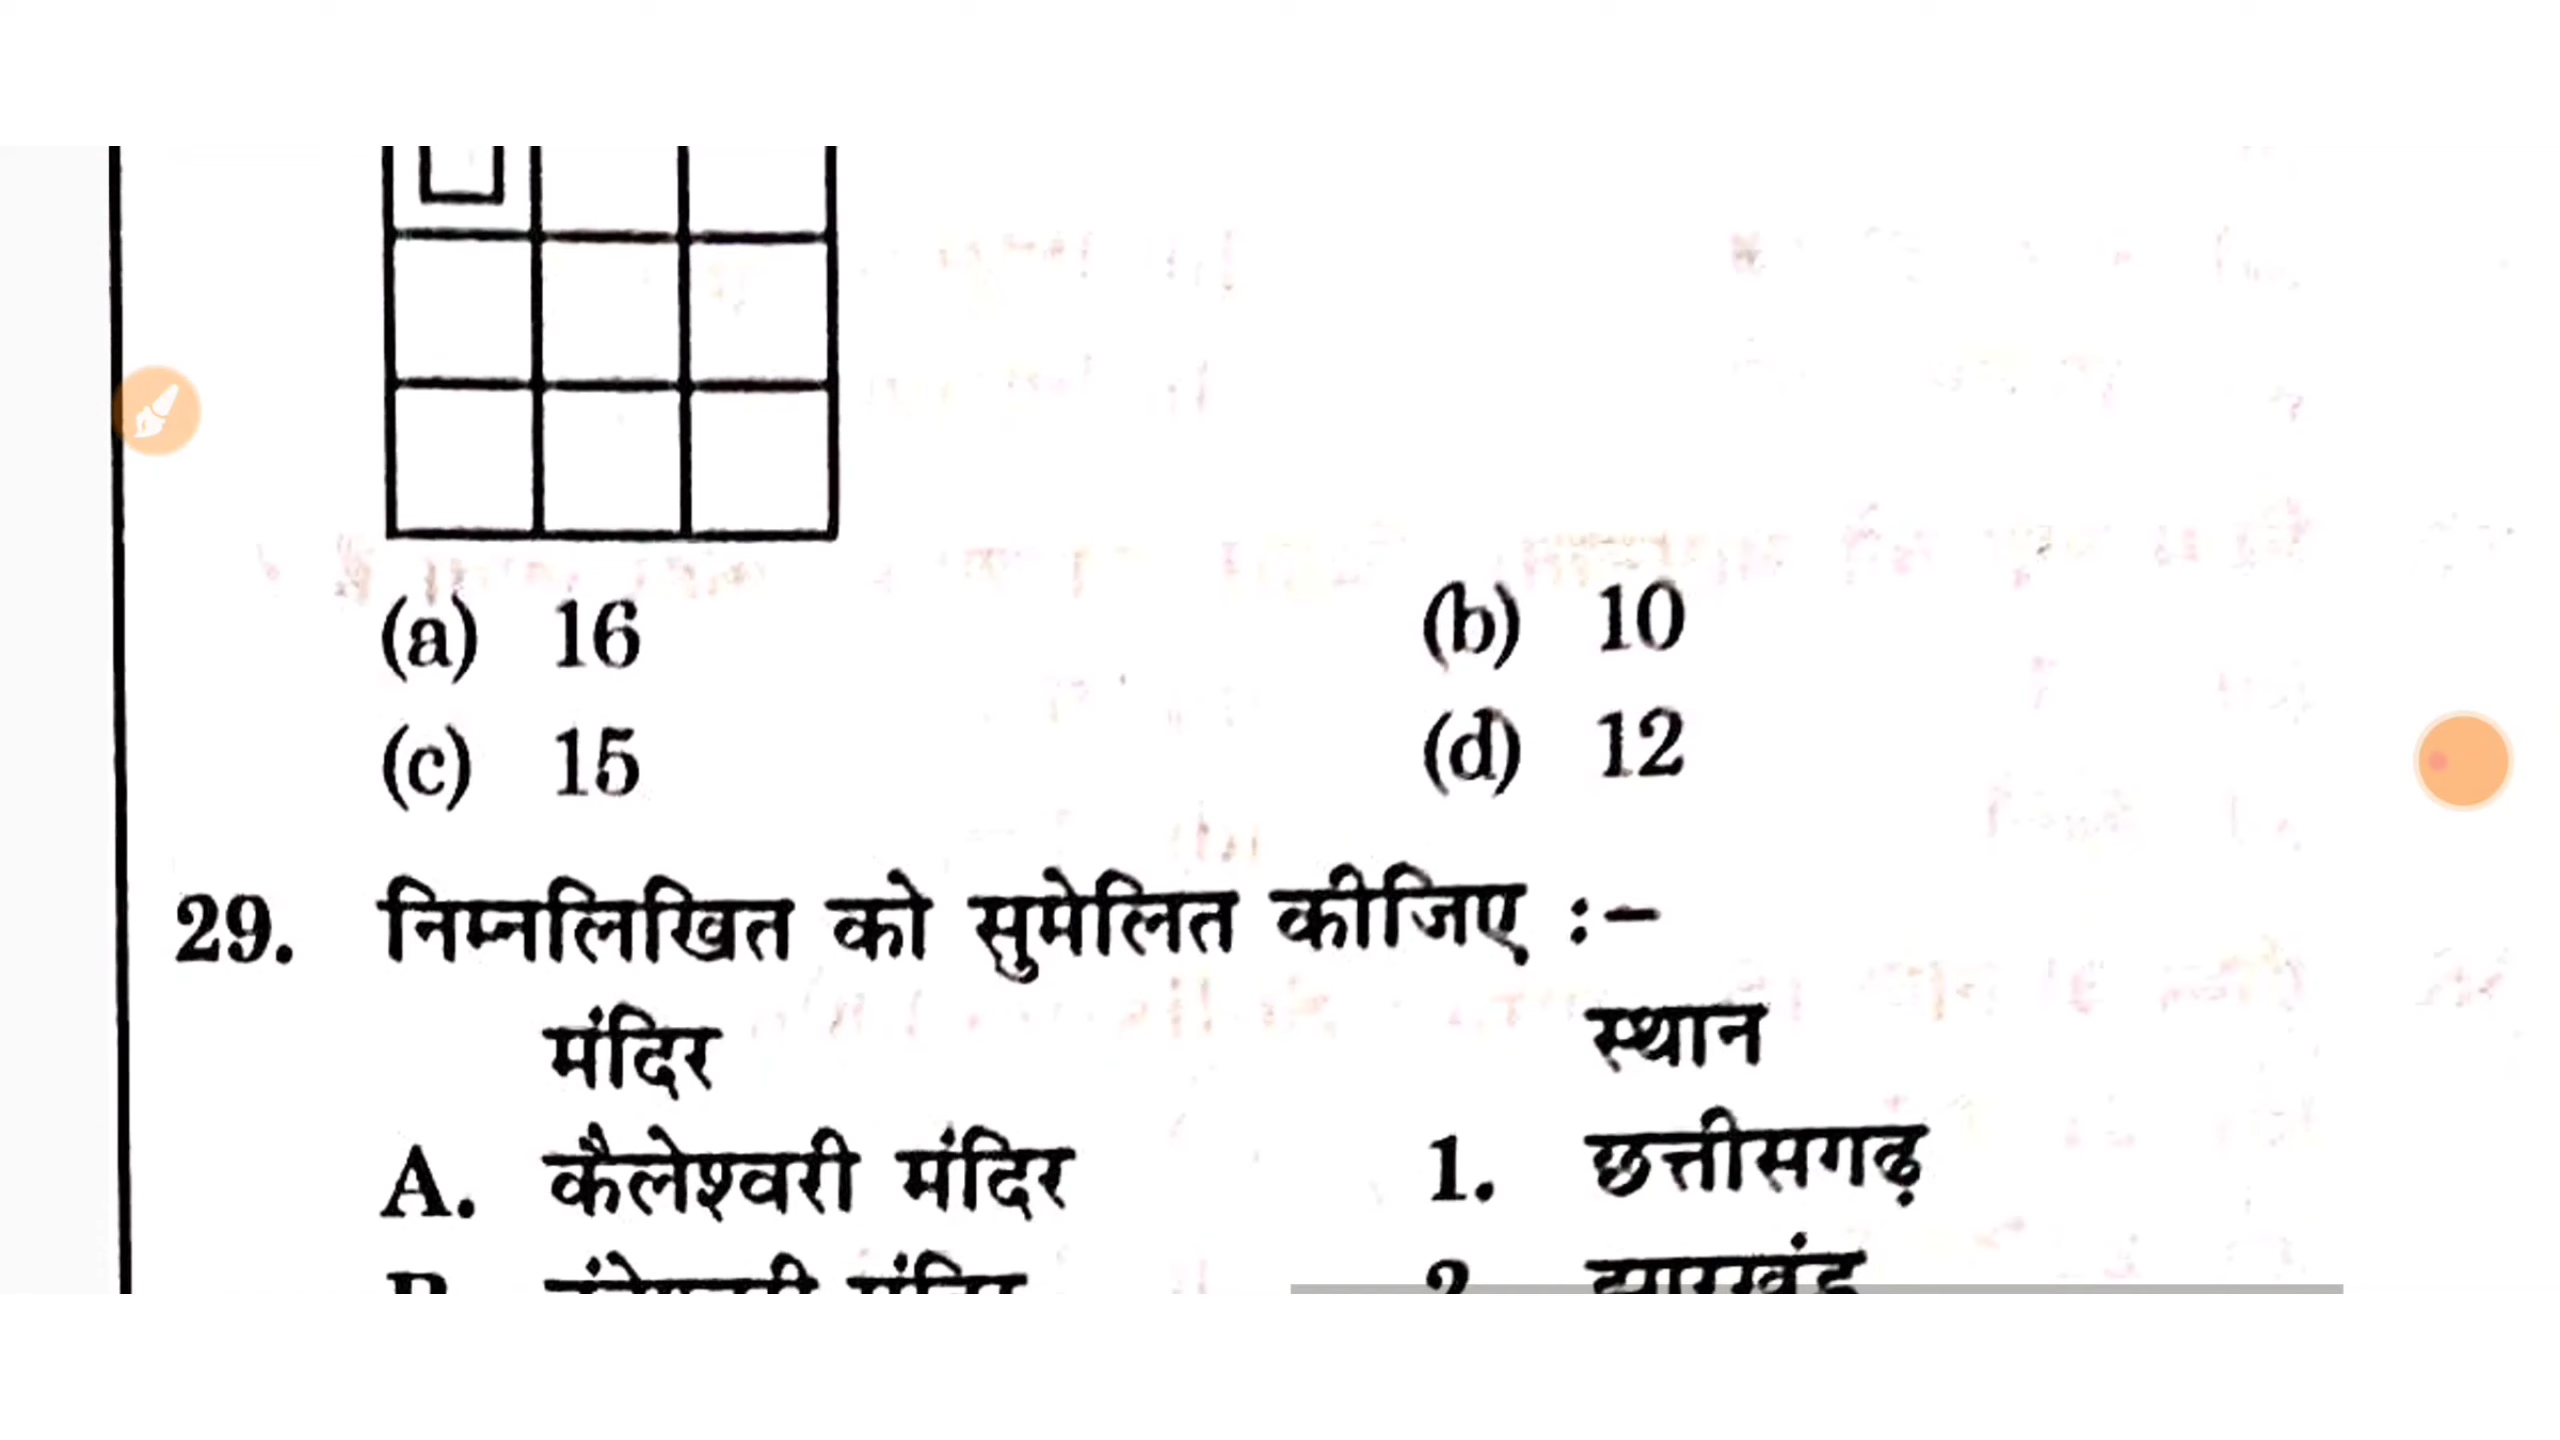 (a) 16 (b) 10
(c) 15 (d) 12
29. निम्नलिखित को सुमेलित कीजिए :–
मंदिर स्थान
A. कैलेश्वरी मंदिर 1. छत्तीसगढ़